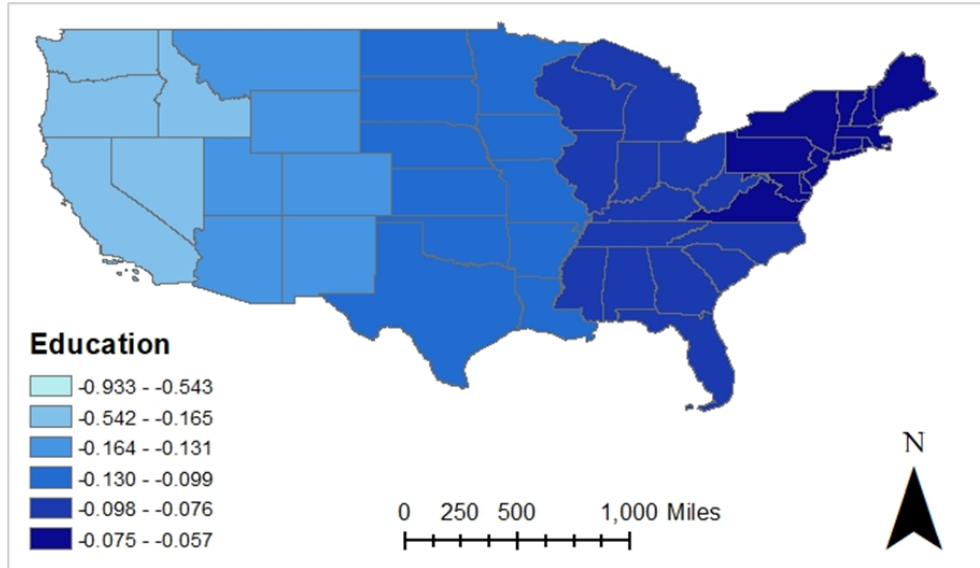 Education
-0.933 - -0.543
-0.542 - -0.165
-0.164 - -0.131
-0.130 - -0.099
-0.098 - -0.076
-0.075 - -0.057
0 250 500 1,000 Miles
N